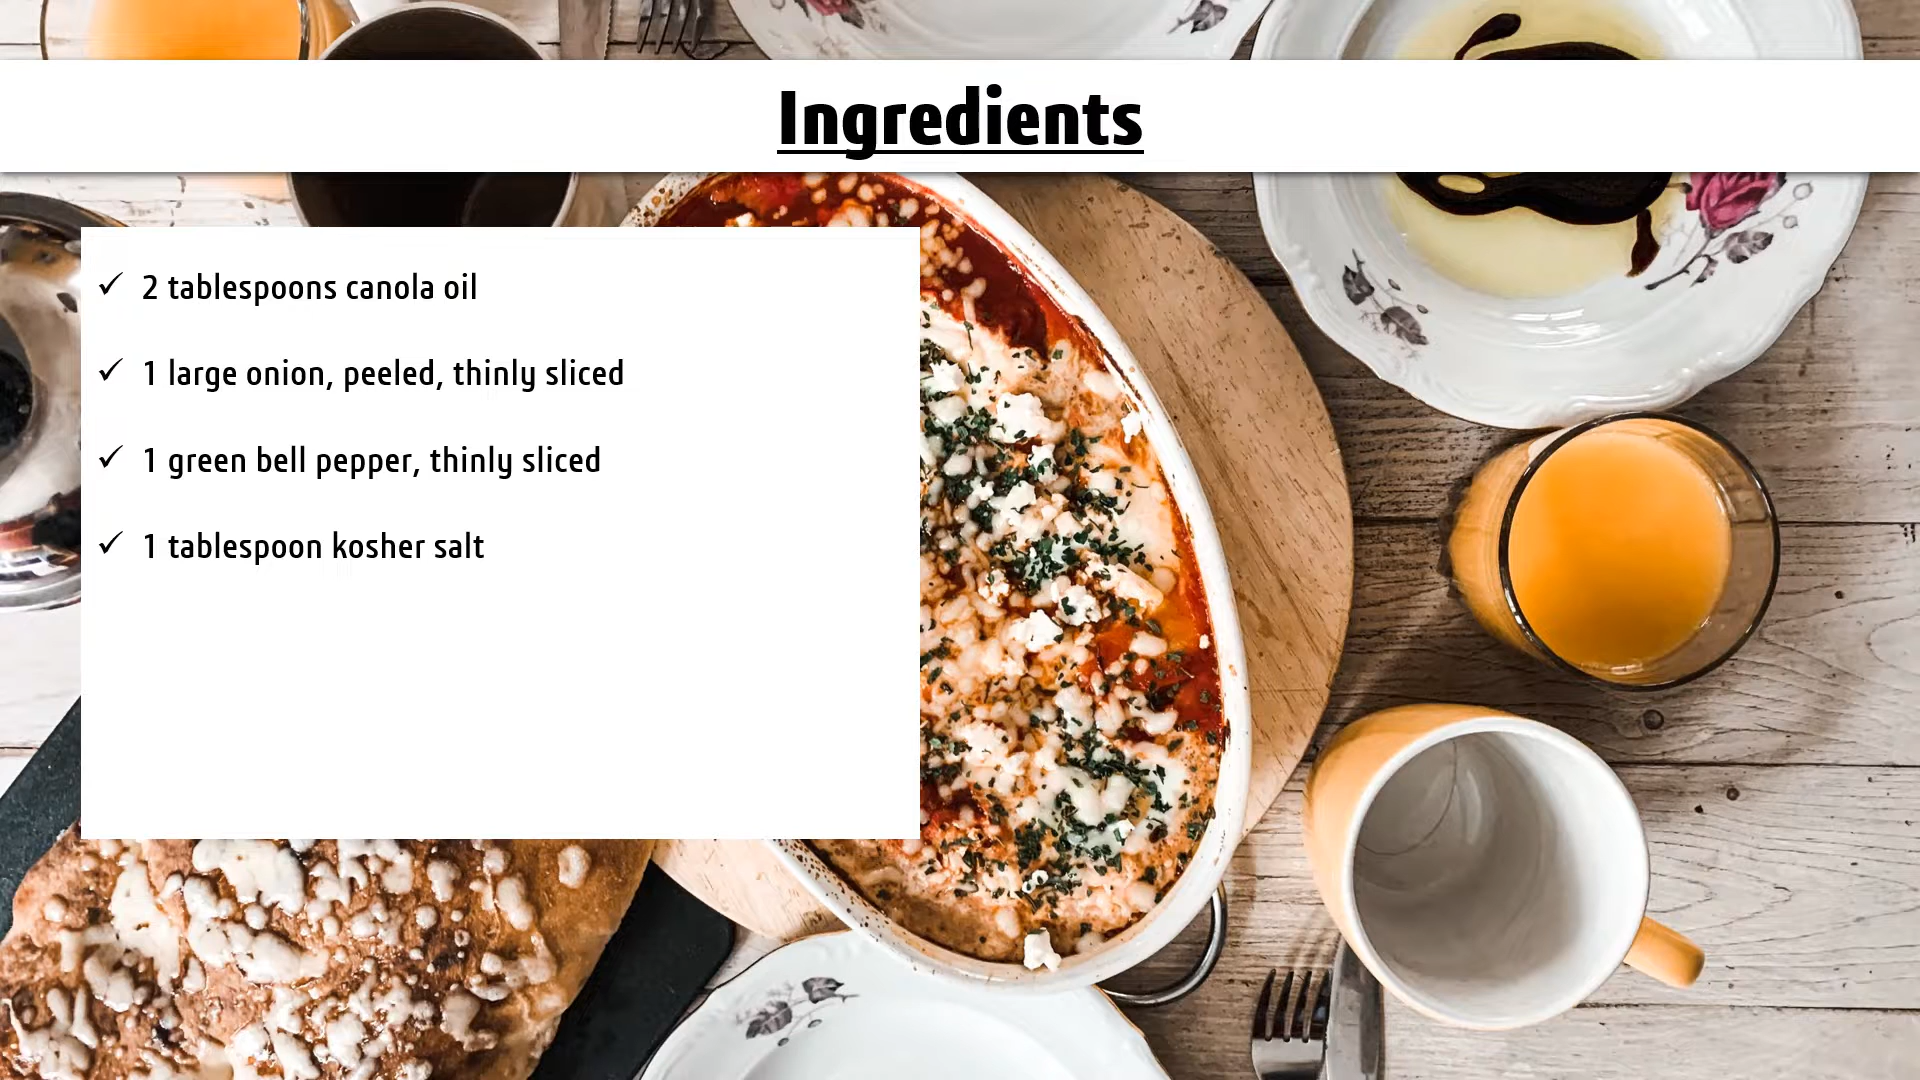 Ingredients
✓ 2 tablespoons canola oil
✓ 1 large onion, peeled, thinly sliced
✓ 1 green bell pepper, thinly sliced
✓ 1 tablespoon kosher salt